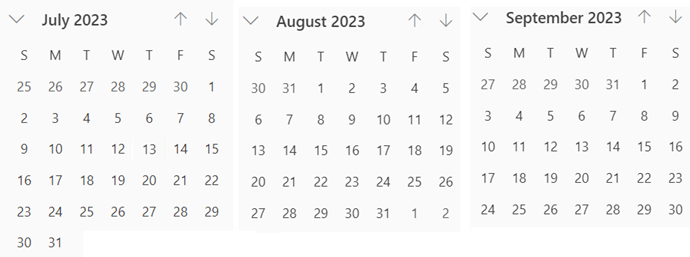 July 2023
S M T W T F S
25 26 27 28 29 30 1
2 3 4 5 6 7 8
9 10 11 12 13 14 15
16 17 18 19 20 21 22
23 24 25 26 27 28 29
30 31
August 2023
S M T W T F S
30 31 1 2 3 4 5
6 7 8 9 10 11 12
13 14 15 16 17 18 19
20 21 22 23 24 25 26
27 28 29 30 31 1 2
September 2023
S M T W T F S
27 28 29 30 31 1 2
3 4 5 6 7 8 9
10 11 12 13 14 15 16
17 18 19 20 21 22 23
24 25 26 27 28 29 30